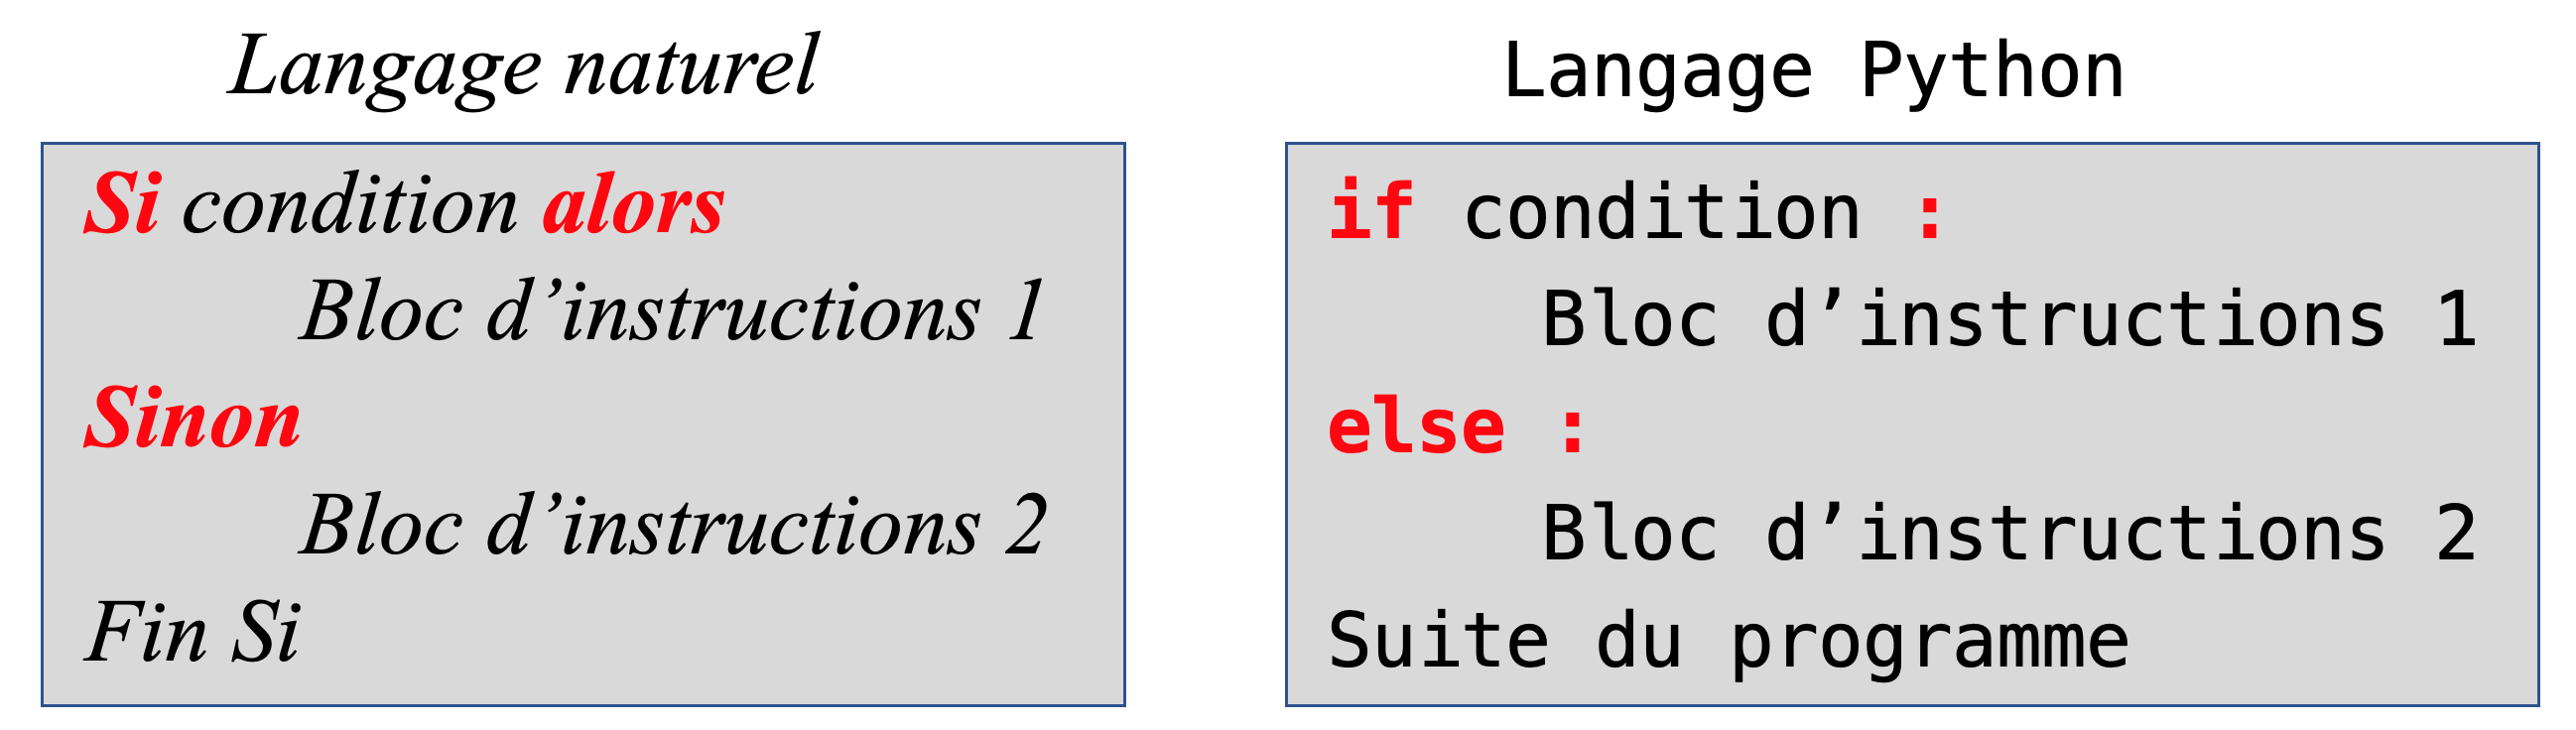 Langage naturel
Si condition alors
Bloc d’instructions 1
Sinon
Bloc d’instructions 2
Fin Si
Langage Python
if condition :
Bloc d’instructions 1
else :
Bloc d’instructions 2
Suite du programme